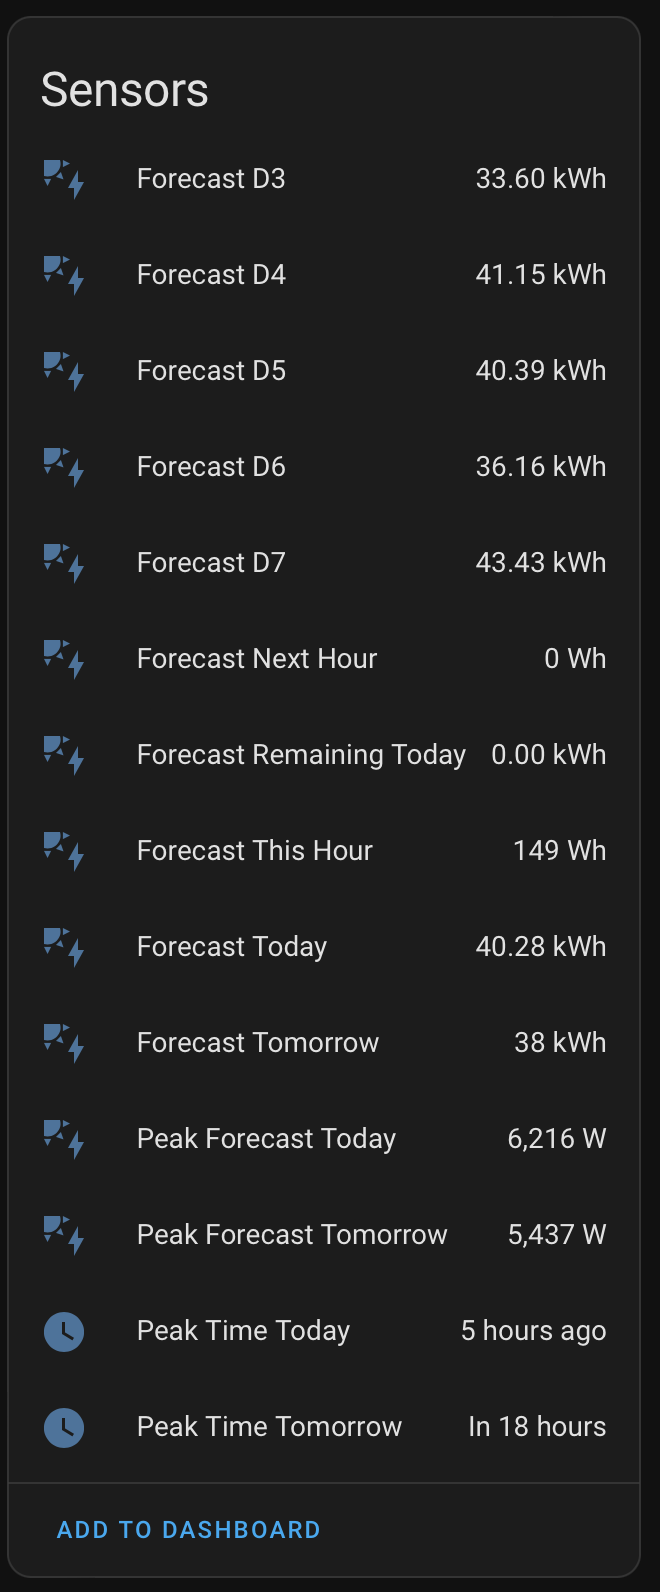 Sensors
Forecast D3 33.60 kWh
Forecast D4 41.15 kWh
Forecast D5 40.39 kWh
Forecast D6 36.16 kWh
Forecast D7 43.43 kWh
Forecast Next Hour 0 Wh
Forecast Remaining Today 0.00 kWh
Forecast This Hour 149 Wh
Forecast Today 40.28 kWh
Forecast Tomorrow 38 kWh
Peak Forecast Today 6,216 W
Peak Forecast Tomorrow 5,437 W
Peak Time Today 5 hours ago
Peak Time Tomorrow In 18 hours
ADD TO DASHBOARD